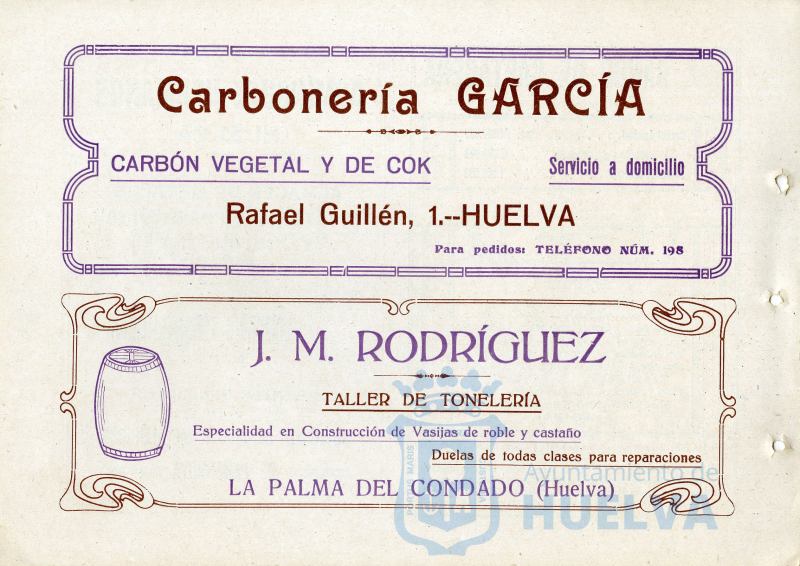 Carbonería GARCÍA
CARBÓN VEGETAL Y DE COK Servicio a domicilio
Rafael Guillén, 1.--HUELVA
Para pedidos: TELÉFONO NÚM. 198
J. M. RODRÍGUEZ
TALLER DE TONELERÍA
Especialidad en Construcción de Vasijas de roble y castaño
Duelas de todas clases para reparaciones
LA PALMA DEL CONDADO (Huelva)
Ayuntamiento de
HUELVA